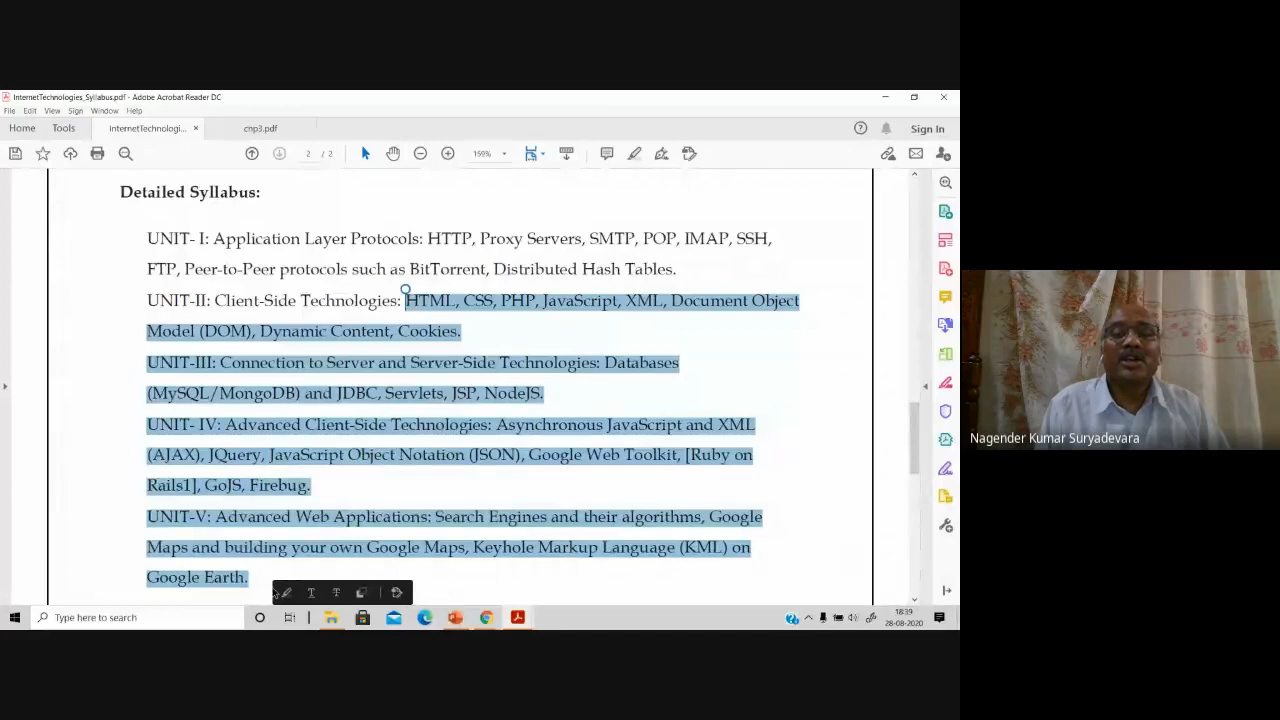 InternetTechnologies_Syllabus.pdf - Adobe Acrobat Reader DC
File Edit View Sign Window Help
Home Tools InternetTechnologi... × cnp3.pdf Sign In
2 / 2 159%
Detailed Syllabus:
UNIT- I: Application Layer Protocols: HTTP, Proxy Servers, SMTP, POP, IMAP, SSH,
FTP, Peer-to-Peer protocols such as BitTorrent, Distributed Hash Tables.
UNIT-II: Client-Side Technologies: HTML, CSS, PHP, JavaScript, XML, Document Object
Model (DOM), Dynamic Content, Cookies.
UNIT-III: Connection to Server and Server-Side Technologies: Databases
(MySQL/MongoDB) and JDBC, Servlets, JSP, NodeJS.
UNIT- IV: Advanced Client-Side Technologies: Asynchronous JavaScript and XML
(AJAX), JQuery, JavaScript Object Notation (JSON), Google Web Toolkit, [Ruby on
Rails1], GoJS, Firebug.
UNIT-V: Advanced Web Applications: Search Engines and their algorithms, Google
Maps and building your own Google Maps, Keyhole Markup Language (KML) on
Google Earth.
Nagender Kumar Suryadevara
Type here to search
18:39
28-08-2020